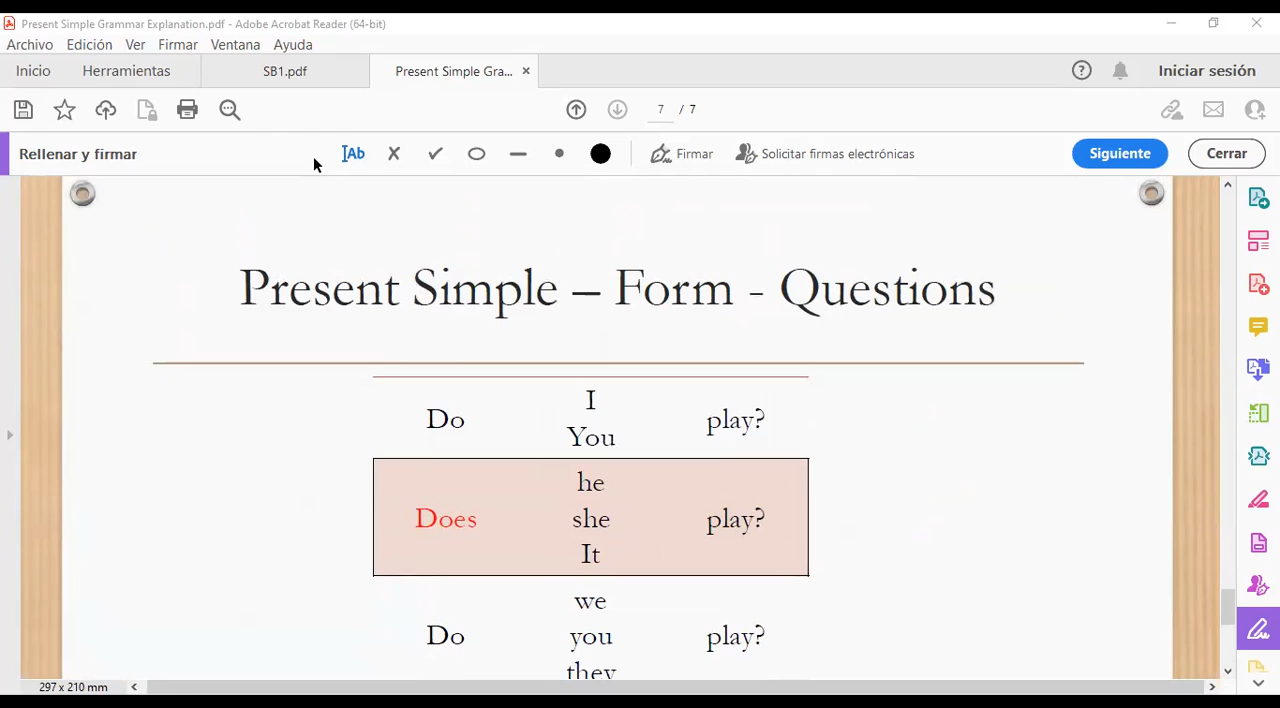 Present Simple Grammar Explanation.pdf - Adobe Acrobat Reader (64-bit)
Archivo Edición Ver Firmar Ventana Ayuda
Inicio Herramientas SB1.pdf Present Simple Gra... × Iniciar sesión
7 / 7
Rellenar y firmar Ab Firmar Solicitar firmas electrónicas Siguiente Cerrar
Present Simple – Form - Questions
I
Do play?
You
he
Does she play?
It
we
Do you play?
they
297 x 210 mm